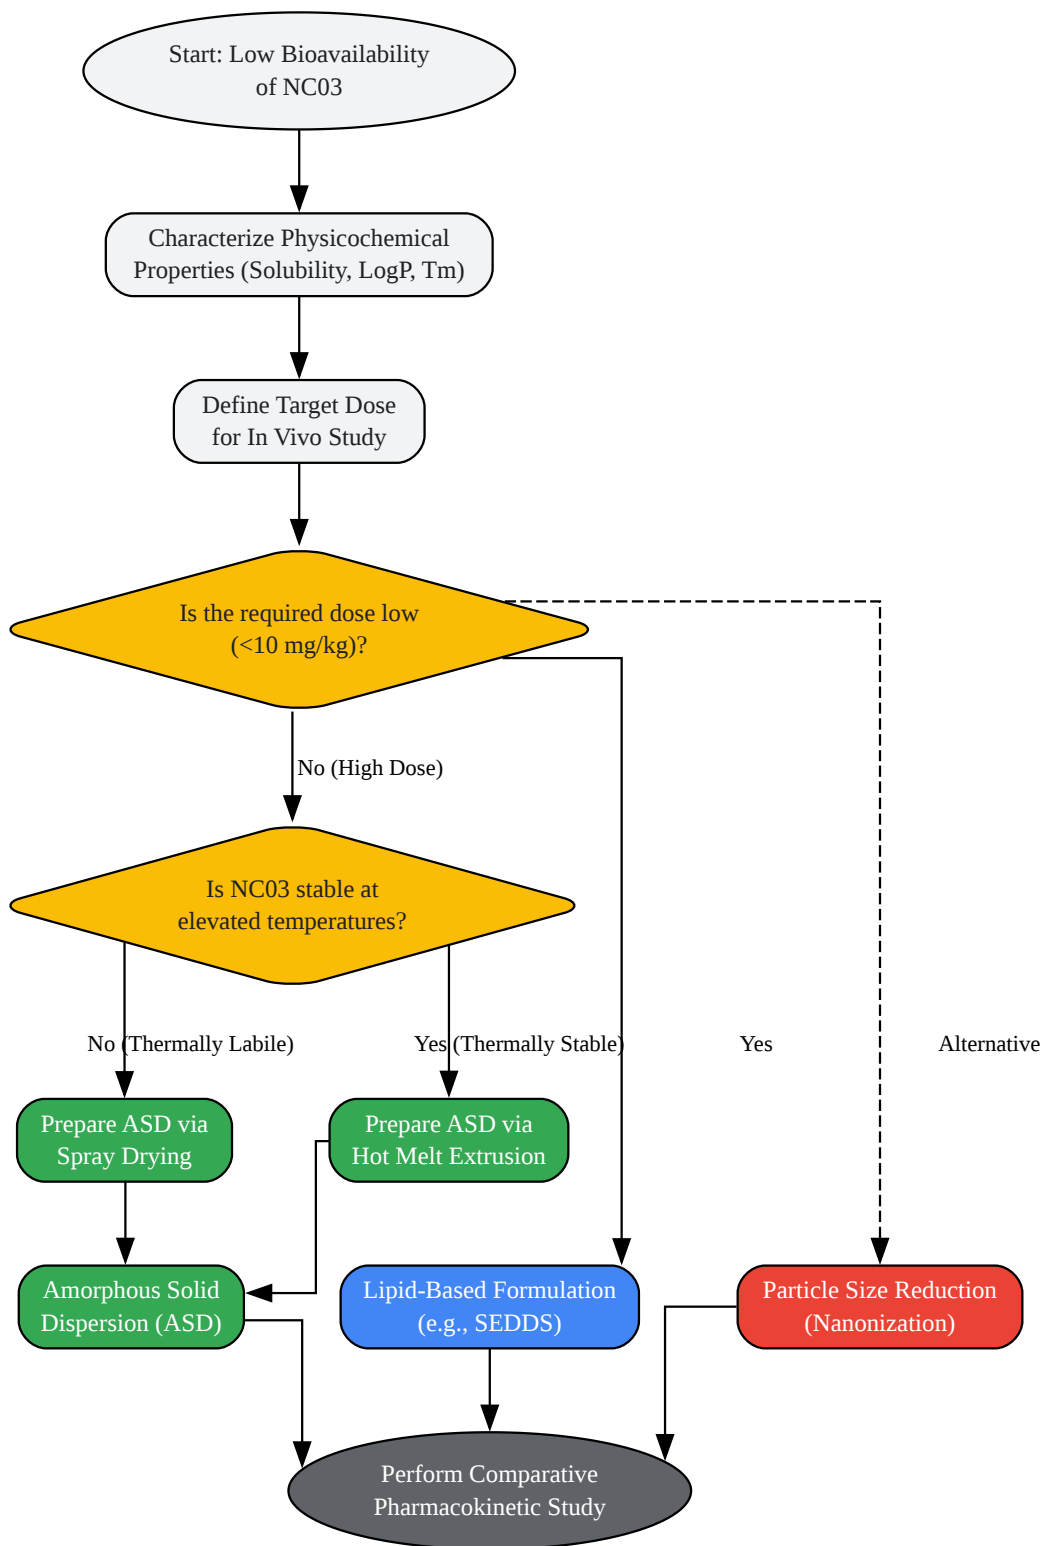 Start: Low Bioavailability
of NC03
Characterize Physicochemical
Properties (Solubility, LogP, Tm)
Define Target Dose
for In Vivo Study
Is the required dose low
(<10 mg/kg)?
No (High Dose)
Is NC03 stable at
elevated temperatures?
No (Thermally Labile)
Yes (Thermally Stable)
Yes
Alternative
Prepare ASD via
Spray Drying
Prepare ASD via
Hot Melt Extrusion
Amorphous Solid
Dispersion (ASD)
Lipid-Based Formulation
(e.g., SEDDS)
Particle Size Reduction
(Nanonization)
Perform Comparative
Pharmacokinetic Study